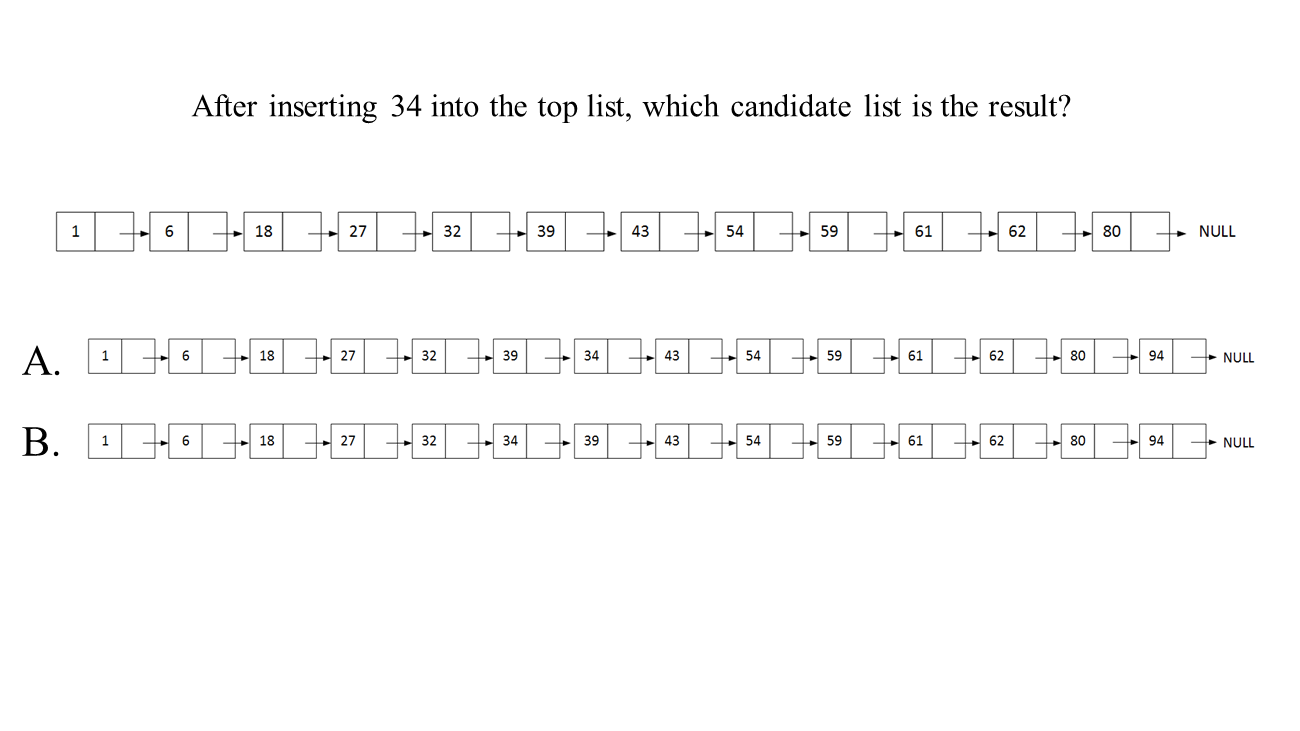 After inserting 34 into the top list, which candidate list is the result?
1 6 18 27 32 39 43 54 59 61 62 80 NULL
A. 1 6 18 27 32 39 34 43 54 59 61 62 80 94 NULL
B. 1 6 18 27 32 34 39 43 54 59 61 62 80 94 NULL